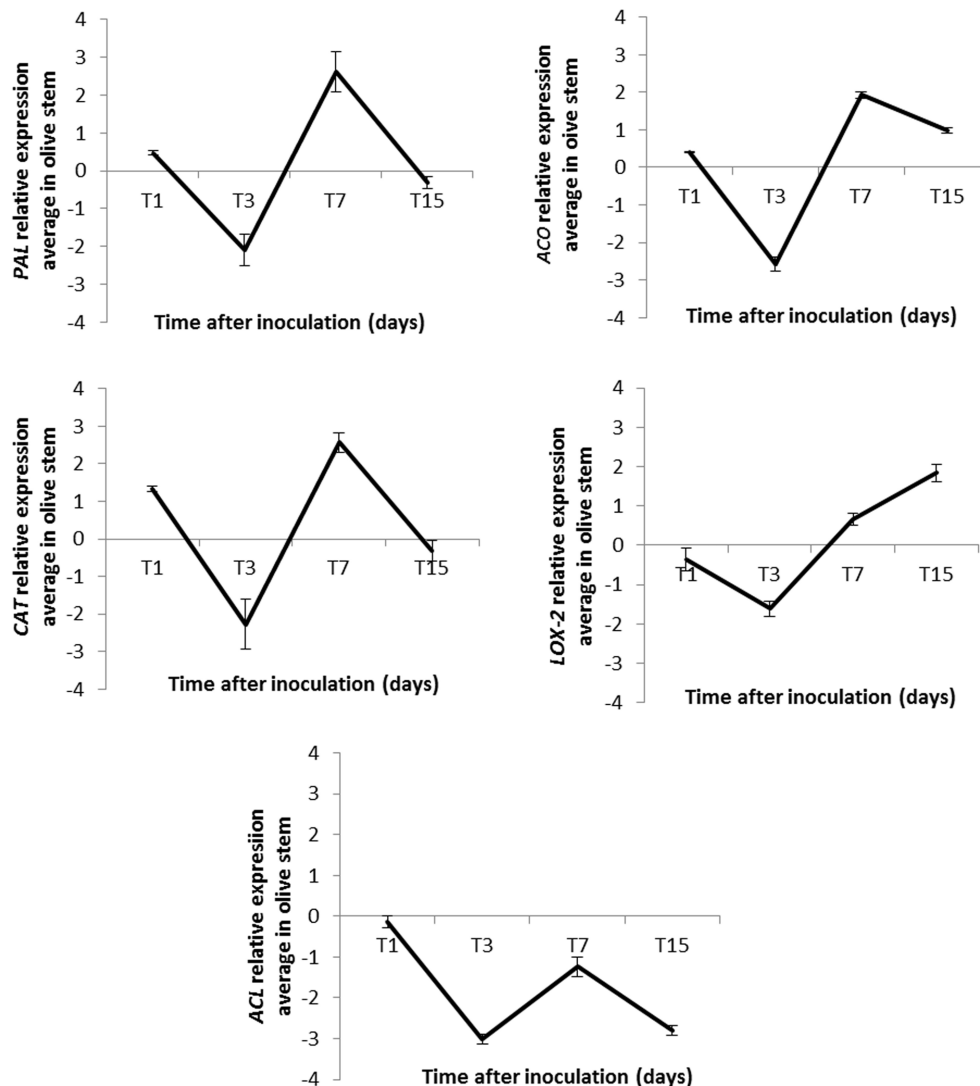 4
3
2
1
0
-1
-2
-3
-4
T1
T3
T7
T15
PAL relative expression
average in olive stem
Time after inoculation (days)
4
3
2
1
0
-1
-2
-3
-4
T1
T3
T7
T15
ACO relative expression
average in oive stem
Time after inoculation (days)
4
3
2
1
0
-1
-2
-3
-4
T1
T3
T7
T15
CAT relative expression
average in olive stem
Time after inoculation (days)
4
3
2
1
0
-1
-2
-3
-4
T1
T3
T7
T15
LOX-2 relative expression
average in olive stem
Time after inoculation (days)
4
3
2
1
0
-1
-2
-3
-4
T1
T3
T7
T15
ACL relative expresiion
average in olive stem
Time after inoculation (days)